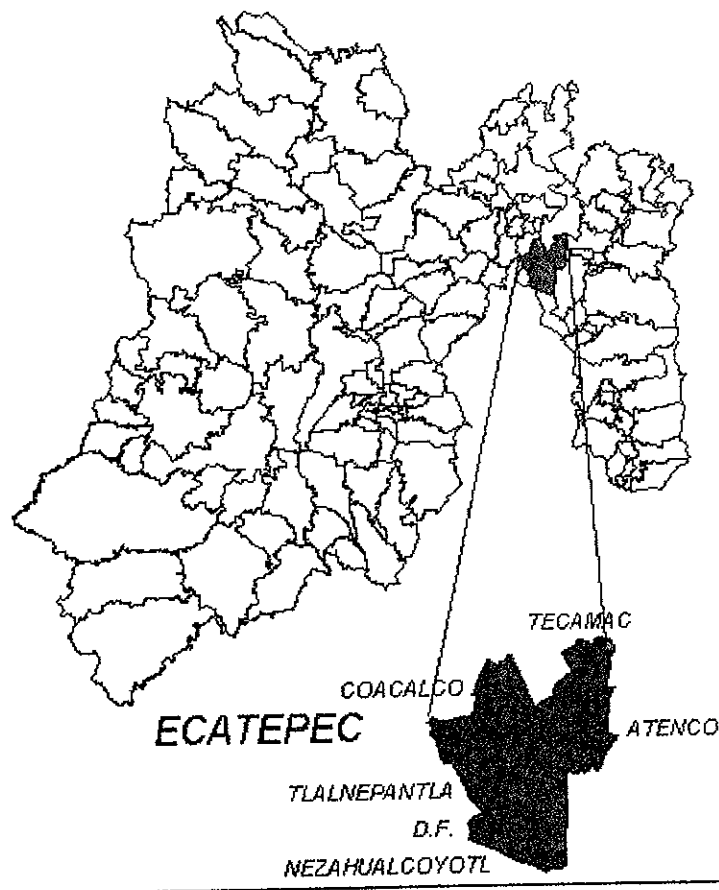 TECAMAC
COACALCO
ECATEPEC
ATENCO
TLALNEPANTLA
D.F.
NEZAHUALCOYOTL